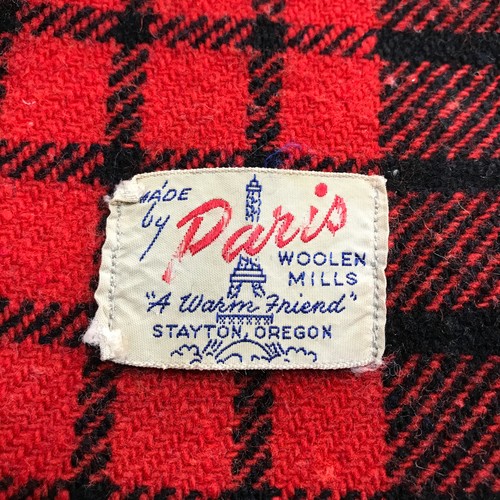 MADE
by Paris
WOOLEN
MILLS
"A Warm Friend"
STAYTON, OREGON